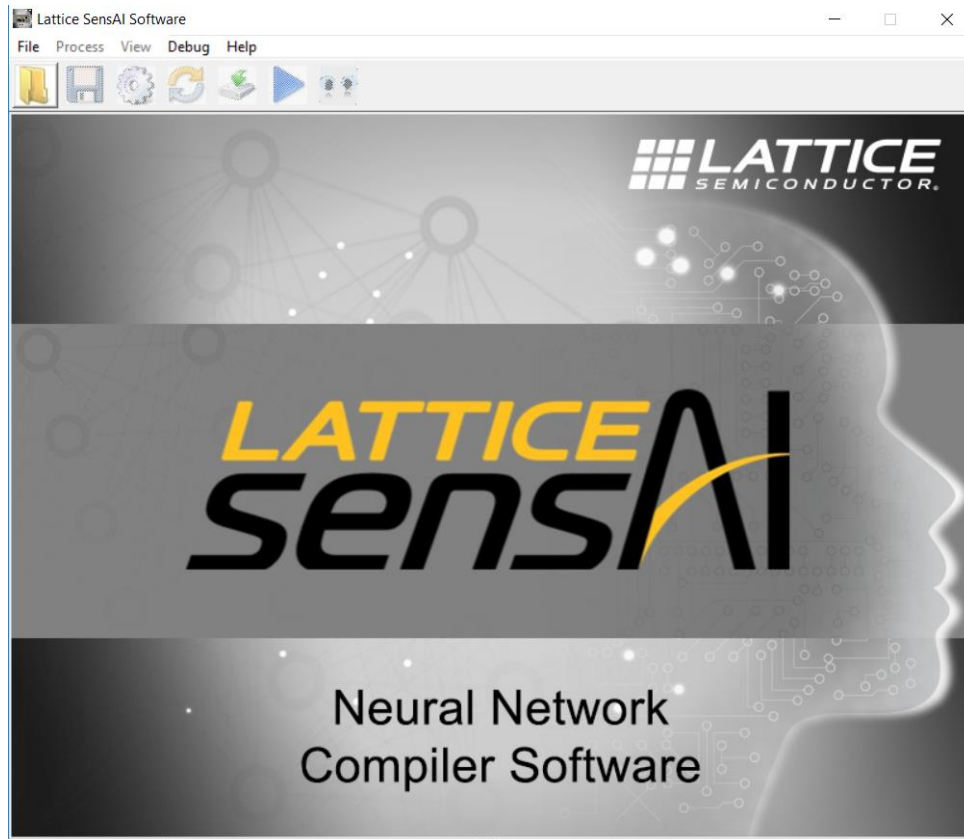 Lattice SensAI Software
File Process View Debug Help
LATTICE
SEMICONDUCTOR.
LATTICE
sensAI
Neural Network
Compiler Software